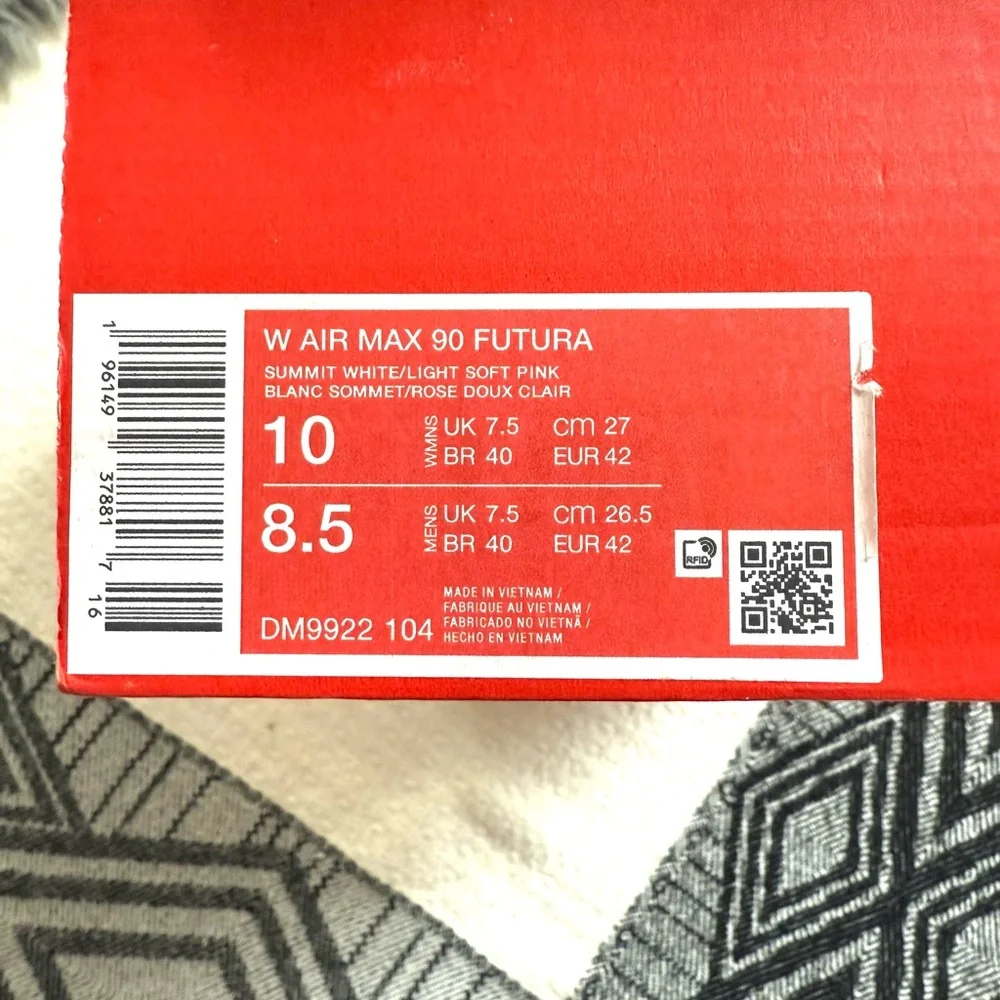 1 96149 37881 7 16
W AIR MAX 90 FUTURA
SUMMIT WHITE/LIGHT SOFT PINK
BLANC SOMMET/ROSE DOUX CLAIR
10 WMNS UK 7.5 CM 27
BR 40 EUR 42
8.5 MENS UK 7.5 CM 26.5
BR 40 EUR 42
RFID
MADE IN VIETNAM /
FABRIQUE AU VIETNAM /
FABRICADO NO VIETNÃ /
HECHO EN VIETNAM
DM9922 104